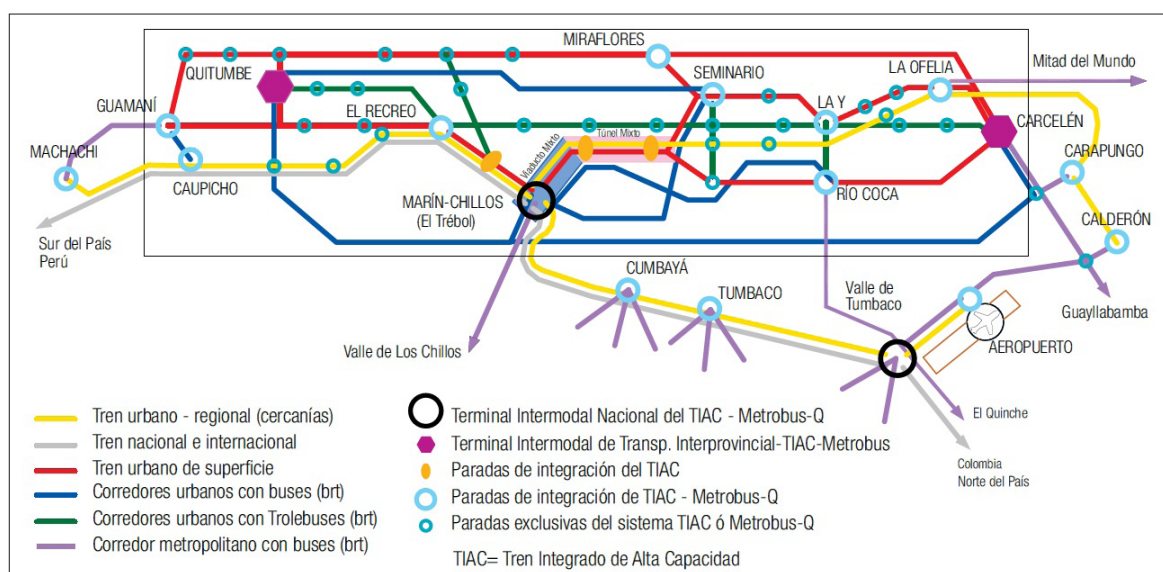 MIRAFLORES
Mitad del Mundo
QUITUMBE
SEMINARIO
LA OFELIA
GUAMANÍ
EL RECREO
LA Y
CARCELÉN
Túnel Mixto
Viaducto Mixto
MACHACHI
CAUPICHO
CARAPUNGO
MARÍN-CHILLOS
(El Trébol)
RÍO COCA
CALDERÓN
Sur del País
Perú
CUMBAYÁ
TUMBACO
Valle de
Tumbaco
Guayllabamba
Valle de Los Chillos
AEROPUERTO
El Quinche
Colombia
Norte del País
Tren urbano - regional (cercanías)
Tren nacional e internacional
Tren urbano de superficie
Corredores urbanos con buses (brt)
Corredores urbanos con Trolebuses (brt)
Corredor metropolitano con buses (brt)
Terminal Intermodal Nacional del TIAC - Metrobus-Q
Terminal Intermodal de Transp. Interprovincial-TIAC-Metrobus
Paradas de integración del TIAC
Paradas de integración de TIAC - Metrobus-Q
Paradas exclusivas del sistema TIAC ó Metrobus-Q
TIAC= Tren Integrado de Alta Capacidad